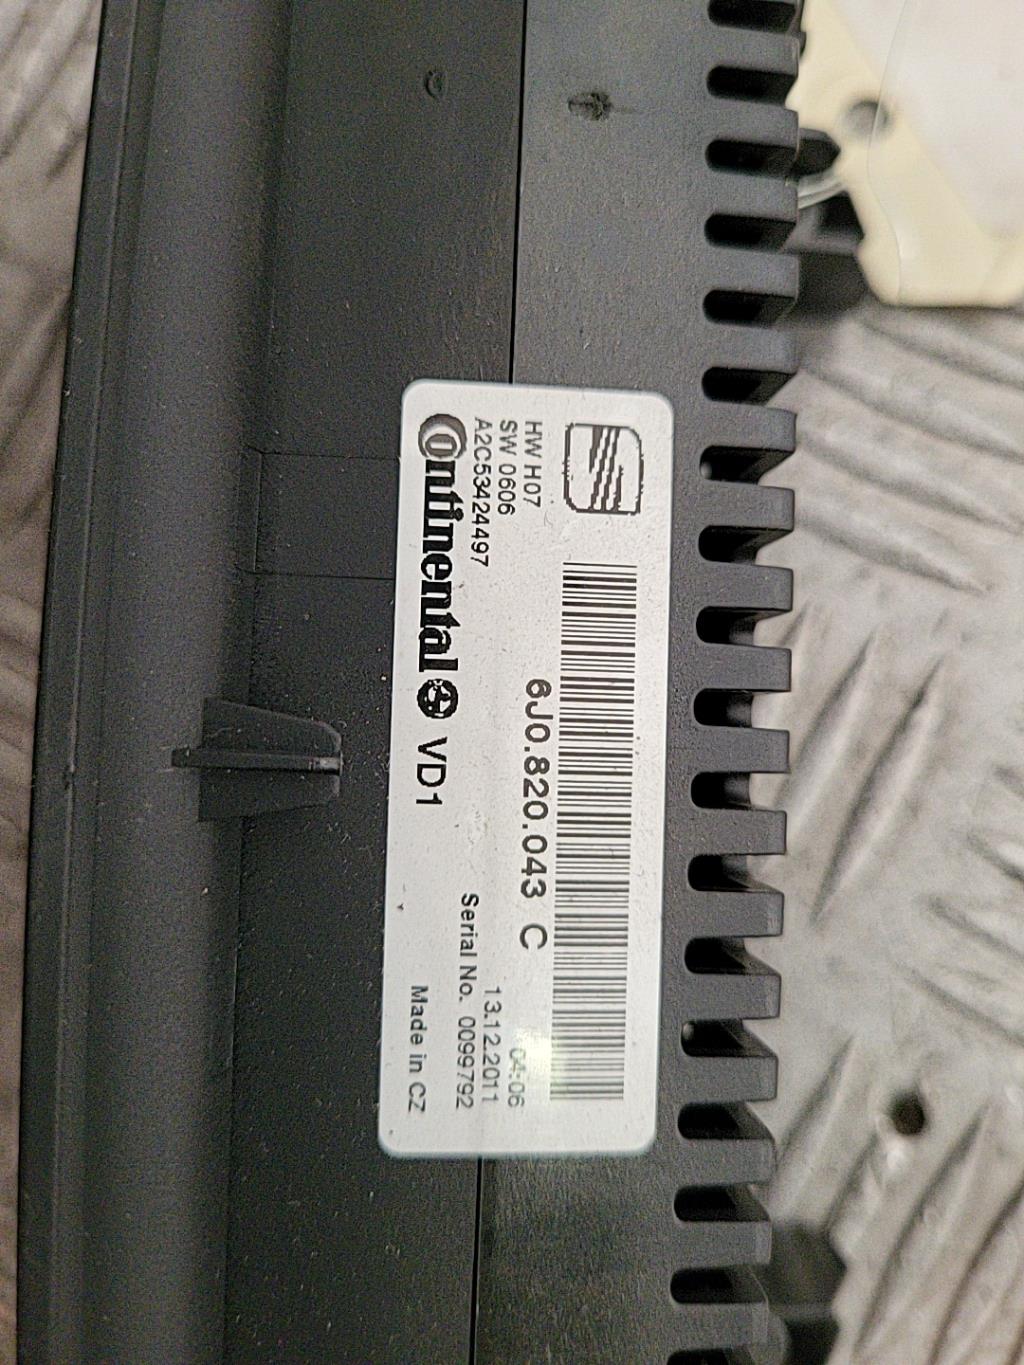 6J0.820.043 C
HW H07
04:06
SW 0606
13.12.2011
A2C53424497
Serial No. 0099792
Continental VD1
Made in CZ